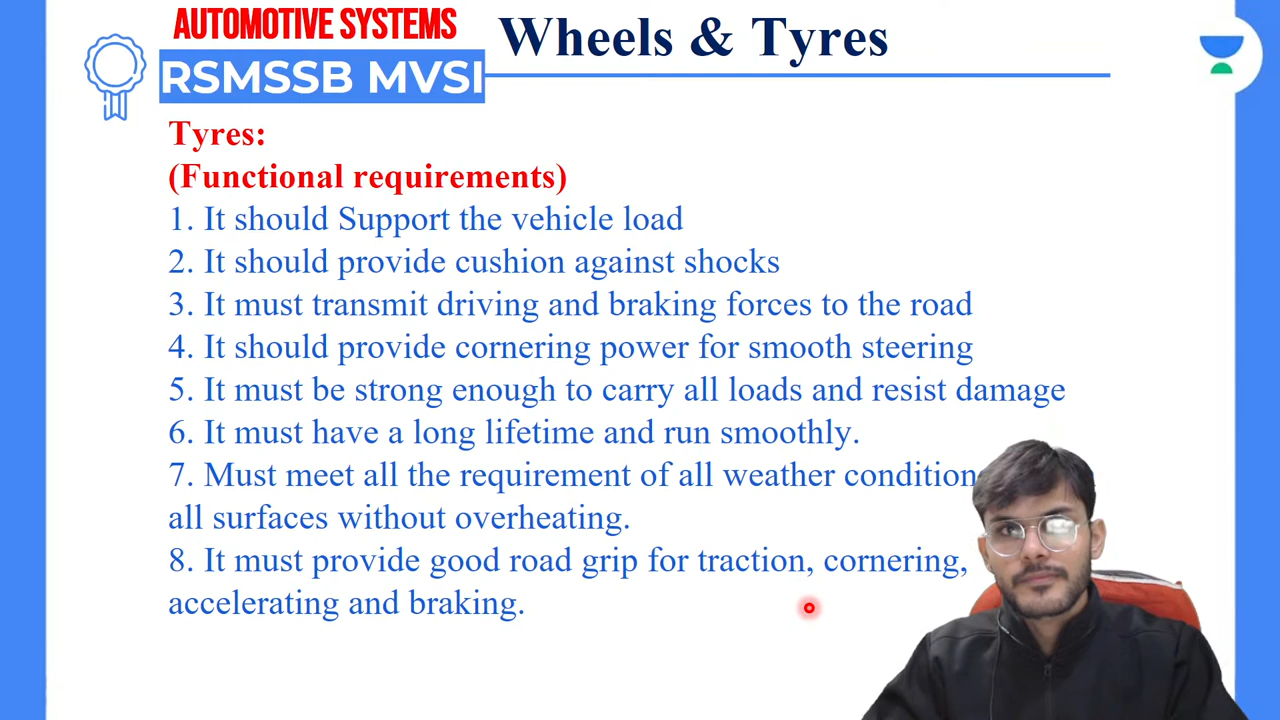 AUTOMOTIVE SYSTEMS
RSMSSB MVSI
Wheels & Tyres
Tyres:
(Functional requirements)
1. It should Support the vehicle load
2. It should provide cushion against shocks
3. It must transmit driving and braking forces to the road
4. It should provide cornering power for smooth steering
5. It must be strong enough to carry all loads and resist damage
6. It must have a long lifetime and run smoothly.
7. Must meet all the requirement of all weather
all surfaces without overheating.
8. It must provide good road grip for traction, cornering,
accelerating and braking.